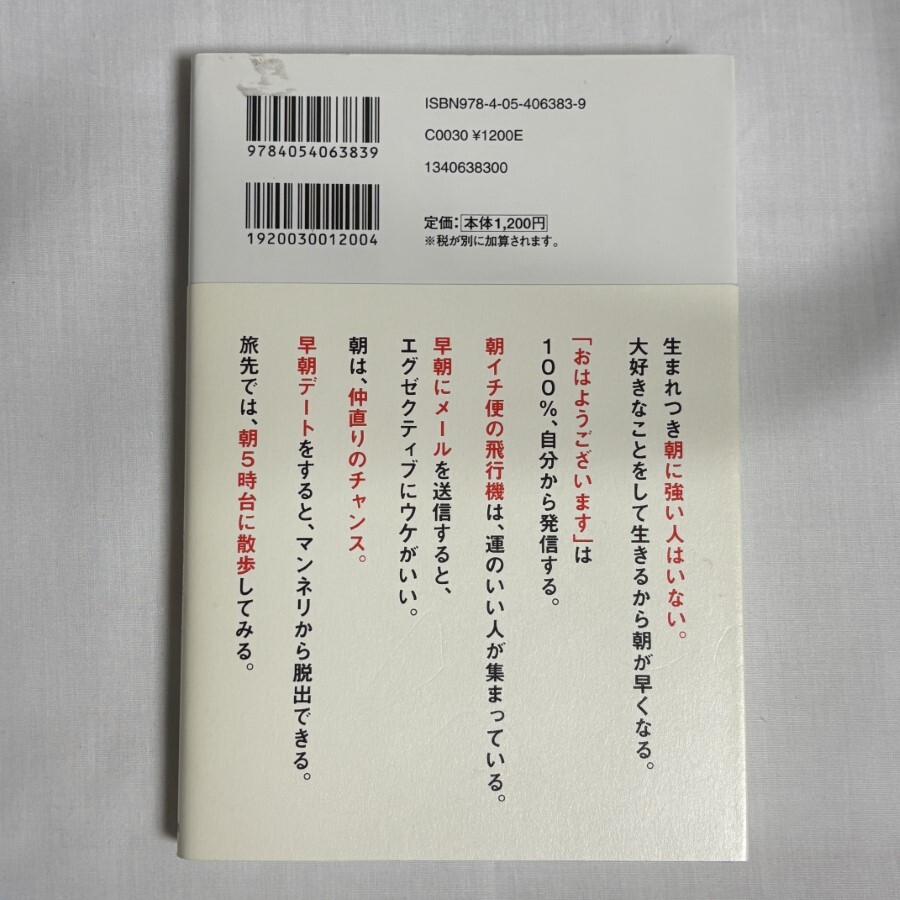 ISBN978-4-05-406383-9
9784054063839
C0030 ¥1200E
1340638300
1920030012004
定価：本体1,200円
※税が別に加算されます。
生まれつき朝に強い人はいない。
大好きなことをして生きるから朝が早くなる。
「おはようございます」は
100％、自分から発信する。
朝イチ便の飛行機は、運のいい人が集まっている。
早朝にメールを送信すると、
エグゼクティブにウケがいい。
朝は、仲直りのチャンス。
早朝デートをすると、マンネリから脱出できる。
旅先では、朝5時台に散歩してみる。